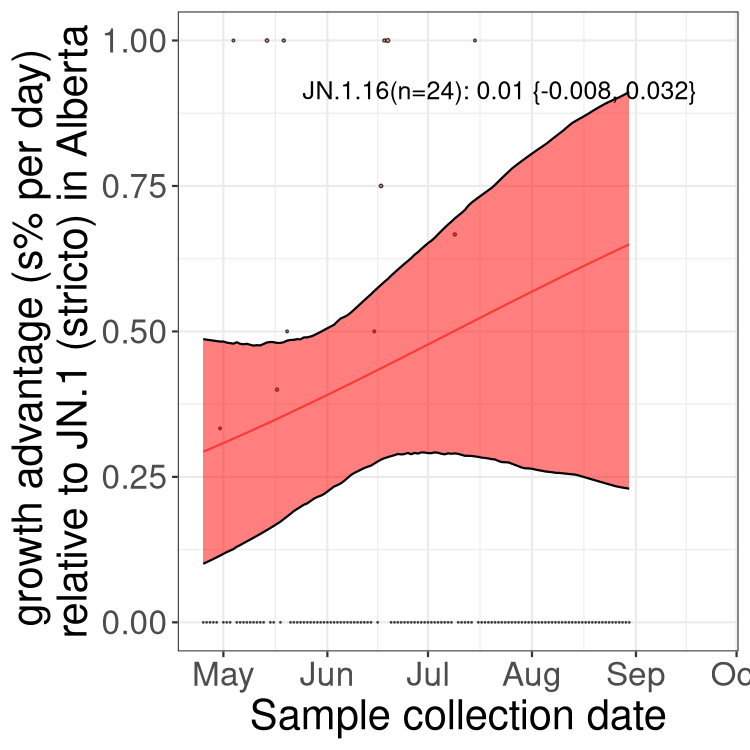 growth advantage (s% per day)
relative to JN.1 (stricto) in Alberta
1.00
0.75
0.50
0.25
0.00
JN.1.16(n=24): 0.01 {-0.008, 0.032}
May Jun Jul Aug Sep Oc
Sample collection date